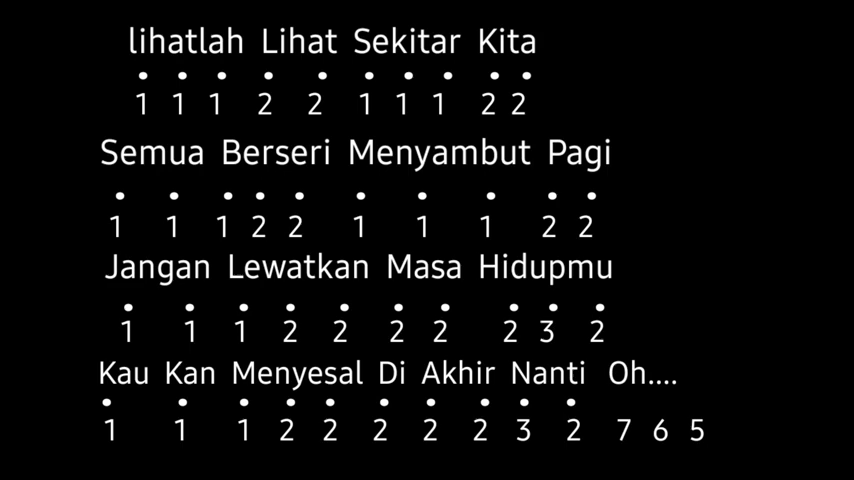 lihatlah Lihat Sekitar Kita
• • • • • • • • • •
1 1 1 2 2 1 1 1 2 2
Semua Berseri Menyambut Pagi
• • • • • • • • • •
1 1 1 2 2 1 1 1 2 2
Jangan Lewatkan Masa Hidupmu
• • • • • • • • • •
1 1 1 2 2 2 2 2 3 2
Kau Kan Menyesal Di Akhir Nanti Oh....
• • • • • • • • • •
1 1 1 2 2 2 2 2 3 2 7 6 5